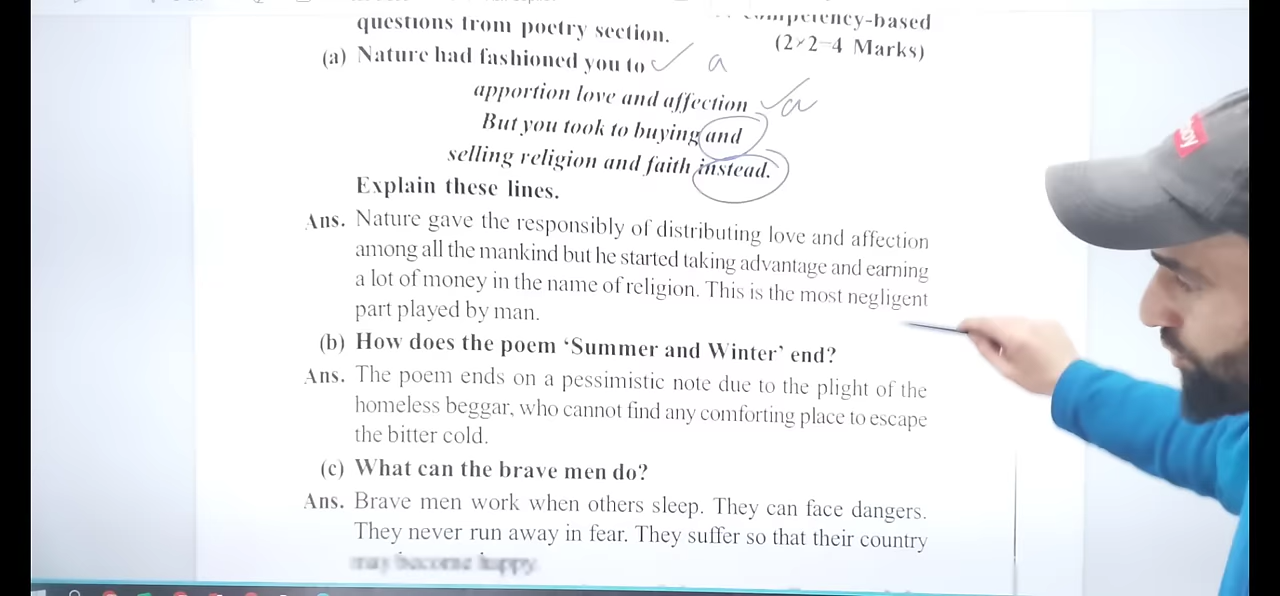 questions from poetry section.
competency-based
(2×2=4 Marks)
(a) Nature had fashioned you to
a
apportion love and affection
a
But you took to buying and
selling religion and faith instead.
Explain these lines.
Ans. Nature gave the responsibly of distributing love and affection
among all the mankind but he started taking advantage and earning
a lot of money in the name of religion. This is the most negligent
part played by man.
(b) How does the poem ‘Summer and Winter’ end?
Ans. The poem ends on a pessimistic note due to the plight of the
homeless beggar, who cannot find any comforting place to escape
the bitter cold.
(c) What can the brave men do?
Ans. Brave men work when others sleep. They can face dangers.
They never run away in fear. They suffer so that their country
may become happy.